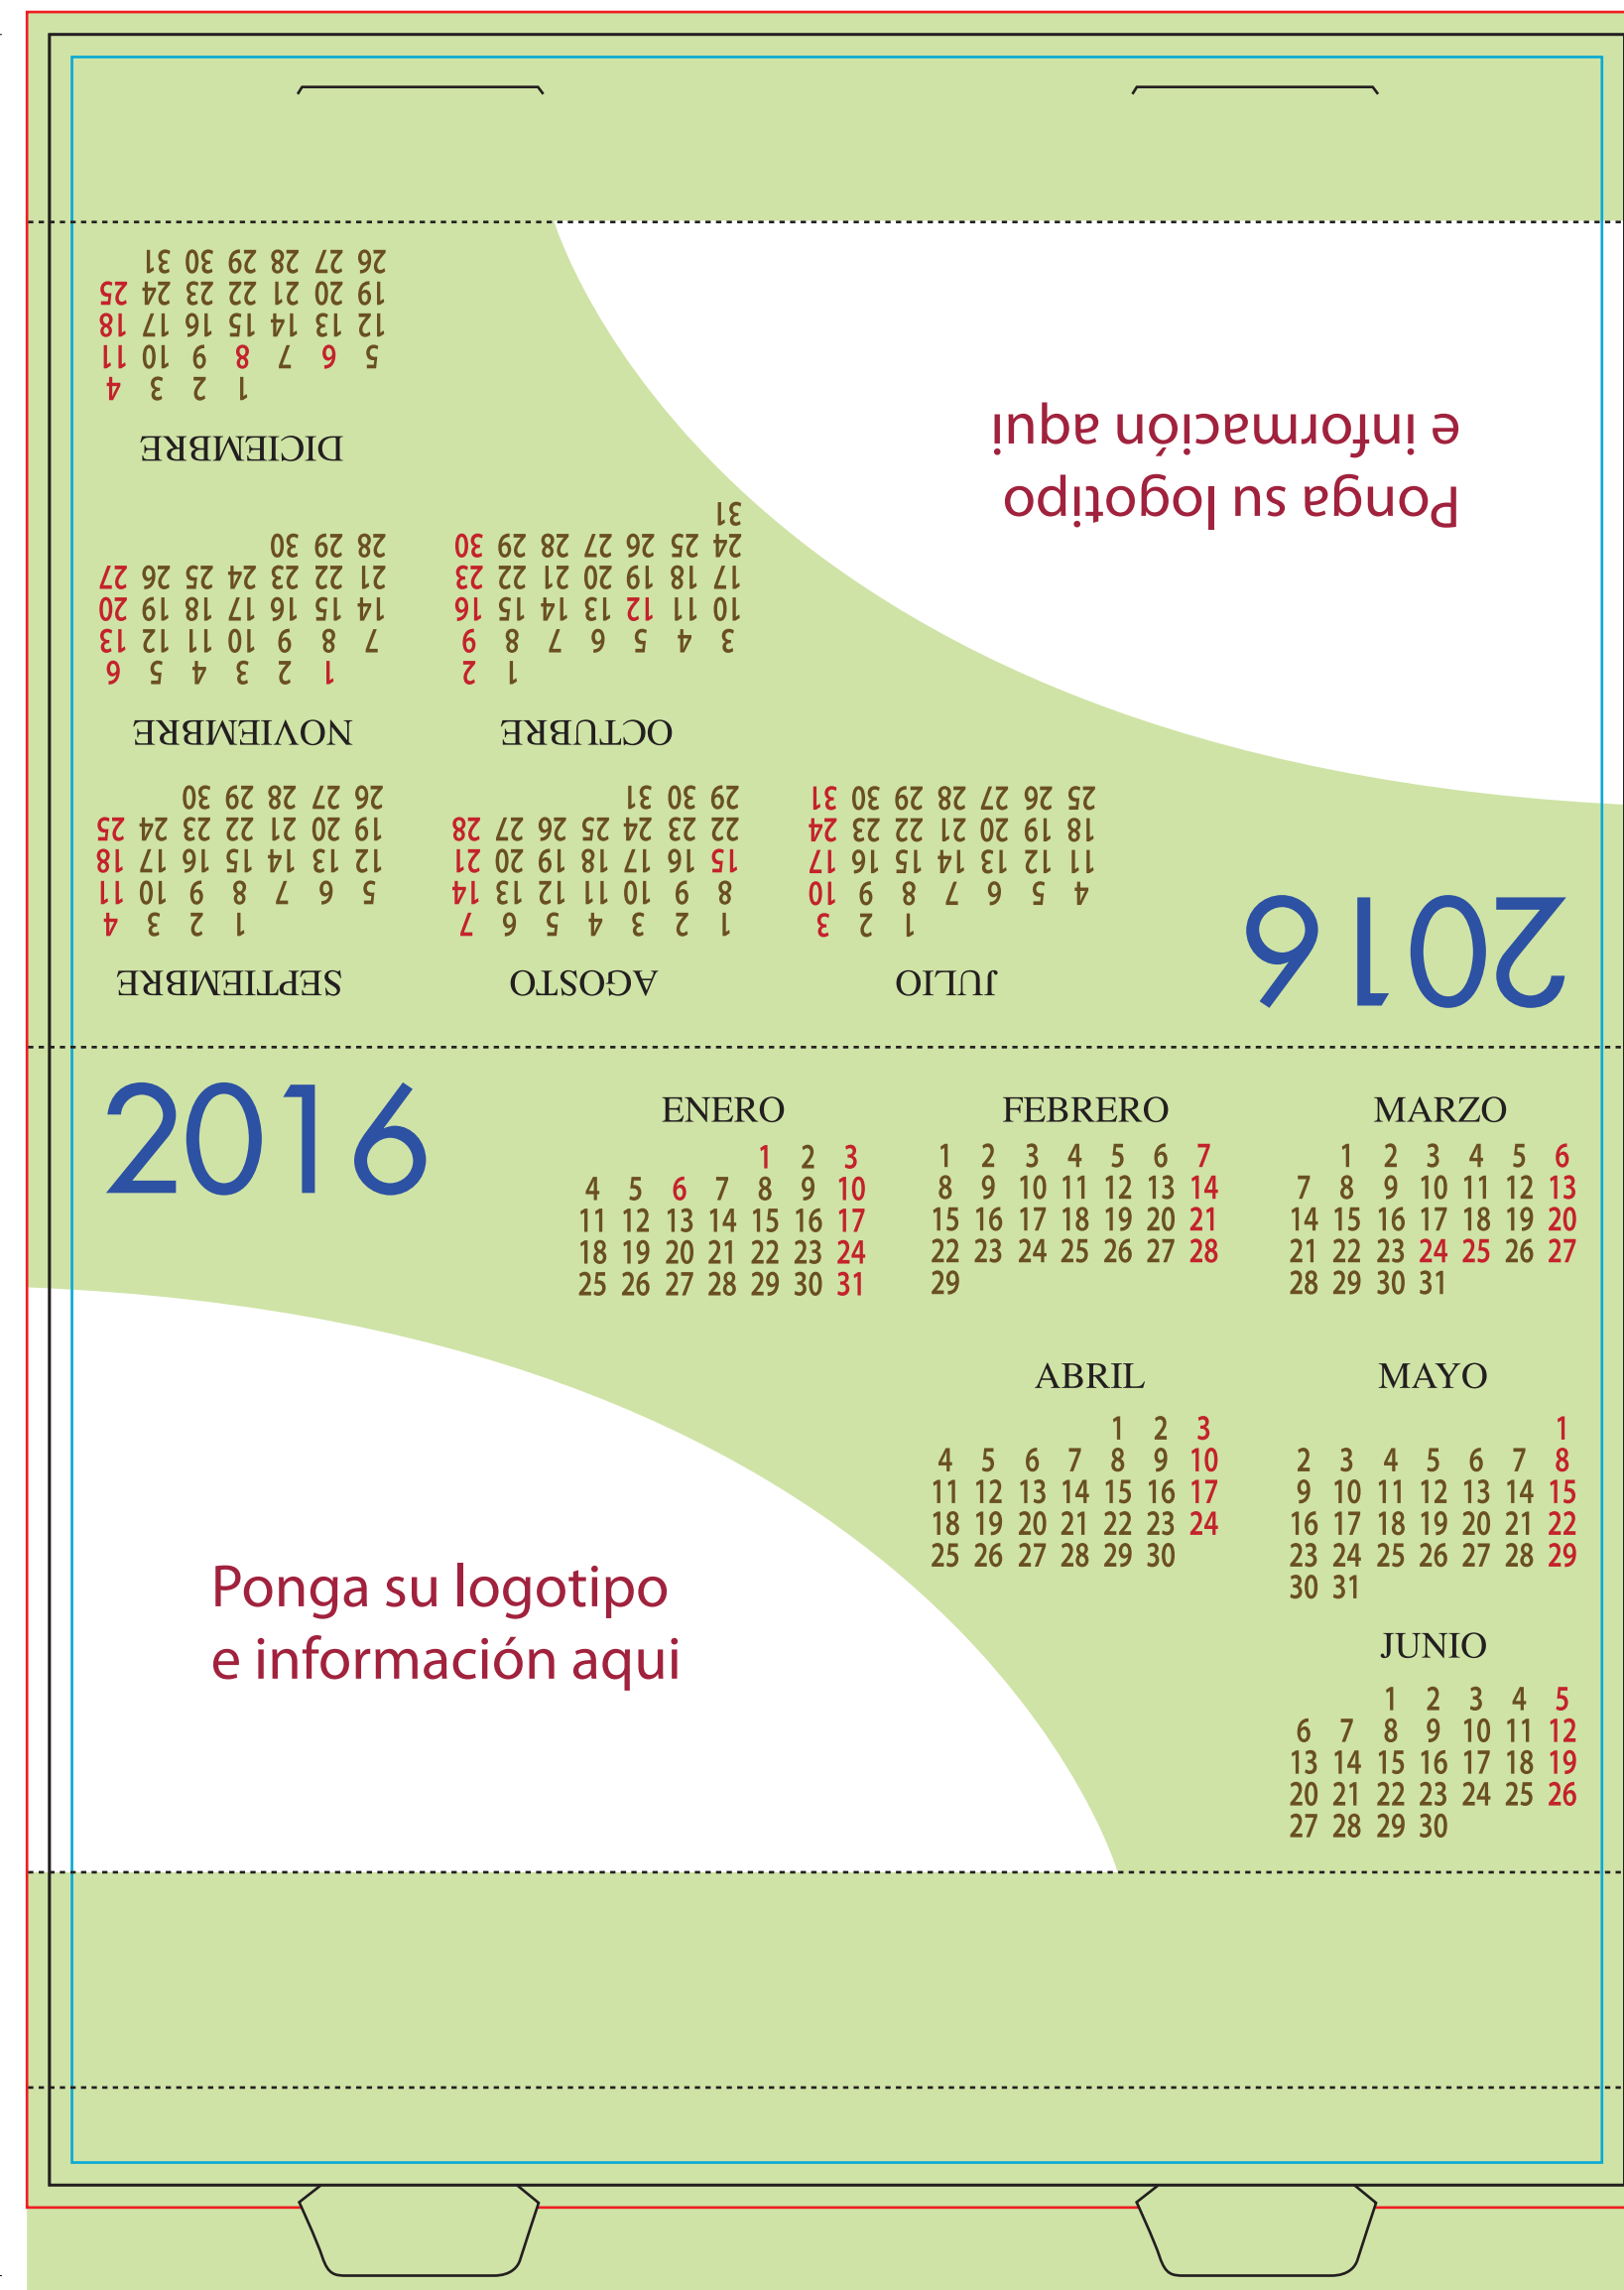 2016
ENERO
1 2 3
4 5 6 7 8 9 10
11 12 13 14 15 16 17
18 19 20 21 22 23 24
25 26 27 28 29 30 31
FEBRERO
1 2 3 4 5 6 7
8 9 10 11 12 13 14
15 16 17 18 19 20 21
22 23 24 25 26 27 28
29
MARZO
1 2 3 4 5 6
7 8 9 10 11 12 13
14 15 16 17 18 19 20
21 22 23 24 25 26 27
28 29 30 31
ABRIL
1 2 3
4 5 6 7 8 9 10
11 12 13 14 15 16 17
18 19 20 21 22 23 24
25 26 27 28 29 30
MAYO
1
2 3 4 5 6 7 8
9 10 11 12 13 14 15
16 17 18 19 20 21 22
23 24 25 26 27 28 29
30 31
JUNIO
1 2 3 4 5
6 7 8 9 10 11 12
13 14 15 16 17 18 19
20 21 22 23 24 25 26
27 28 29 30
Ponga su logotipo
e información aqui
2016
JULIO
1 2 3
4 5 6 7 8 9 10
11 12 13 14 15 16 17
18 19 20 21 22 23 24
25 26 27 28 29 30 31
AGOSTO
1 2 3 4 5 6 7
8 9 10 11 12 13 14
15 16 17 18 19 20 21
22 23 24 25 26 27 28
29 30 31
SEPTIEMBRE
1 2 3 4
5 6 7 8 9 10 11
12 13 14 15 16 17 18
19 20 21 22 23 24 25
26 27 28 29 30
OCTUBRE
1 2
3 4 5 6 7 8 9
10 11 12 13 14 15 16
17 18 19 20 21 22 23
24 25 26 27 28 29 30
31
NOVIEMBRE
1 2 3 4 5 6
7 8 9 10 11 12 13
14 15 16 17 18 19 20
21 22 23 24 25 26 27
28 29 30
DICIEMBRE
1 2 3 4
5 6 7 8 9 10 11
12 13 14 15 16 17 18
19 20 21 22 23 24 25
26 27 28 29 30 31
Ponga su logotipo
e información aqui